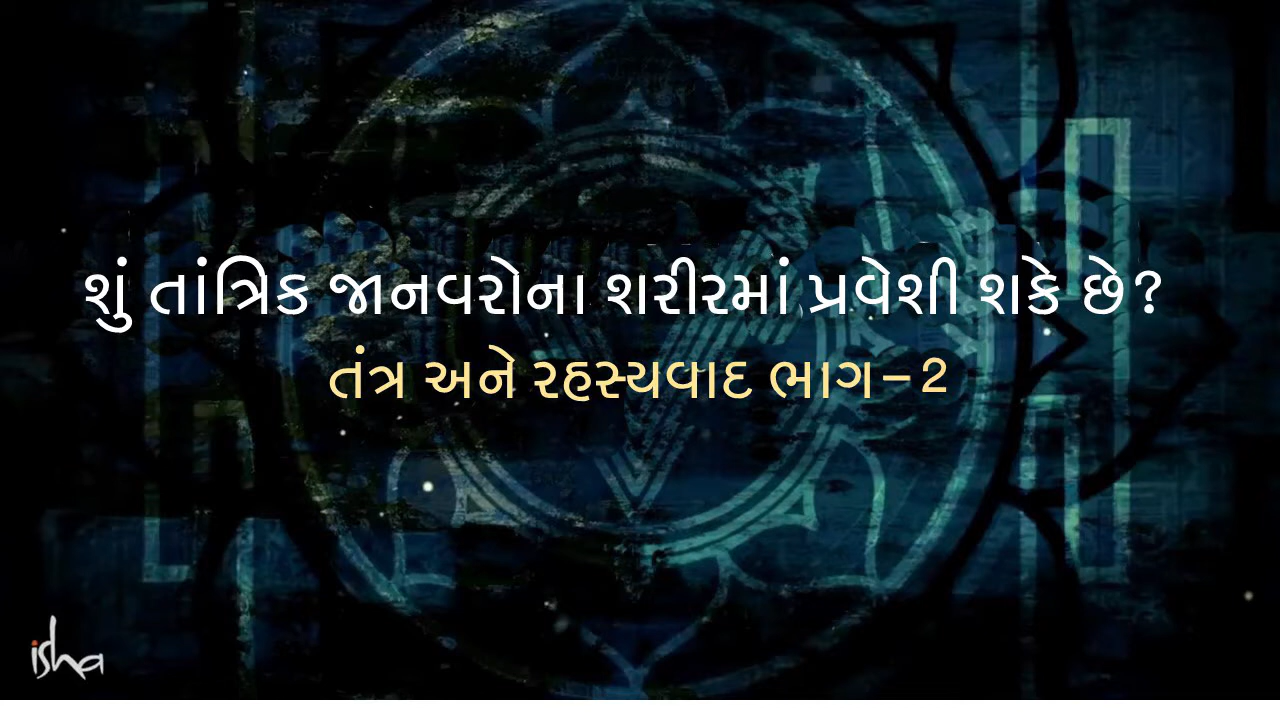 શું તાંત્રિક જાનવરોના શરીરમાં પ્રવેશી શકે છે?
તંત્ર અને રહસ્યવાદ ભાગ-2
isha